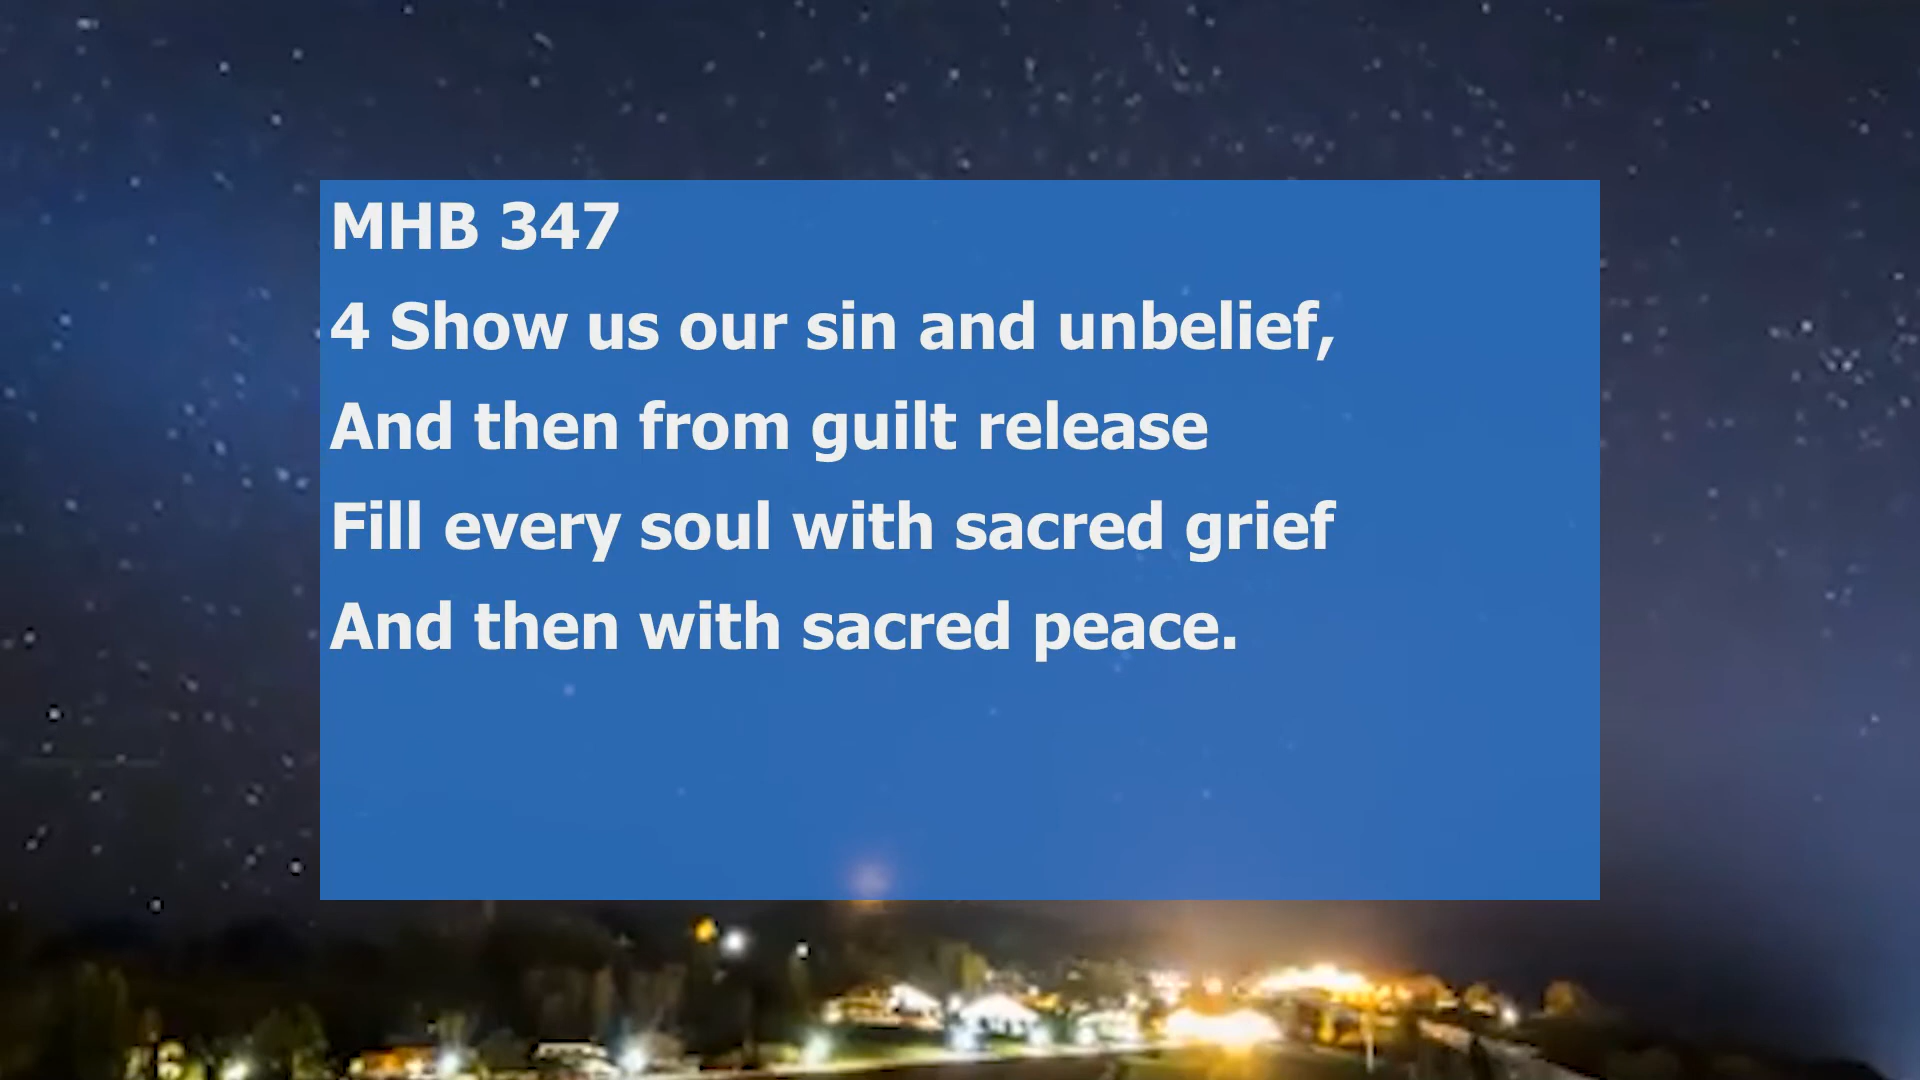 MHB 347
4 Show us our sin and unbelief,
And then from guilt release
Fill every soul with sacred grief
And then with sacred peace.